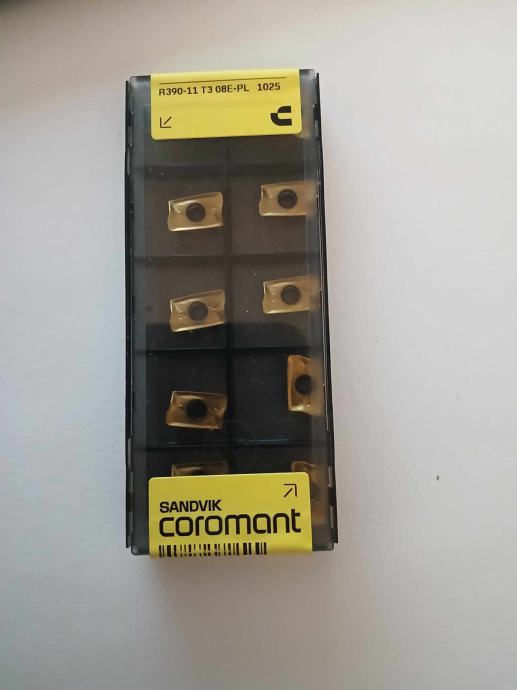 R390-11 T3 08E-PL 1025
SANDVIK
coromant